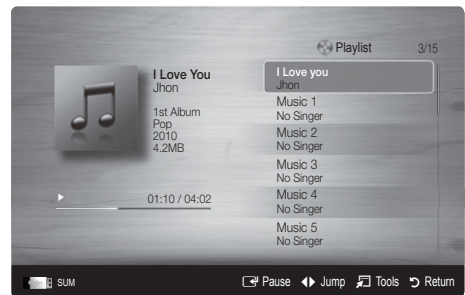 Playlist 3/15
I Love You
Jhon
1st Album
Pop
2010
4.2MB
01:10 / 04:02
I Love you
Jhon
Music 1
No Singer
Music 2
No Singer
Music 3
No Singer
Music 4
No Singer
Music 5
No Singer
SUM
Pause Jump Tools Return